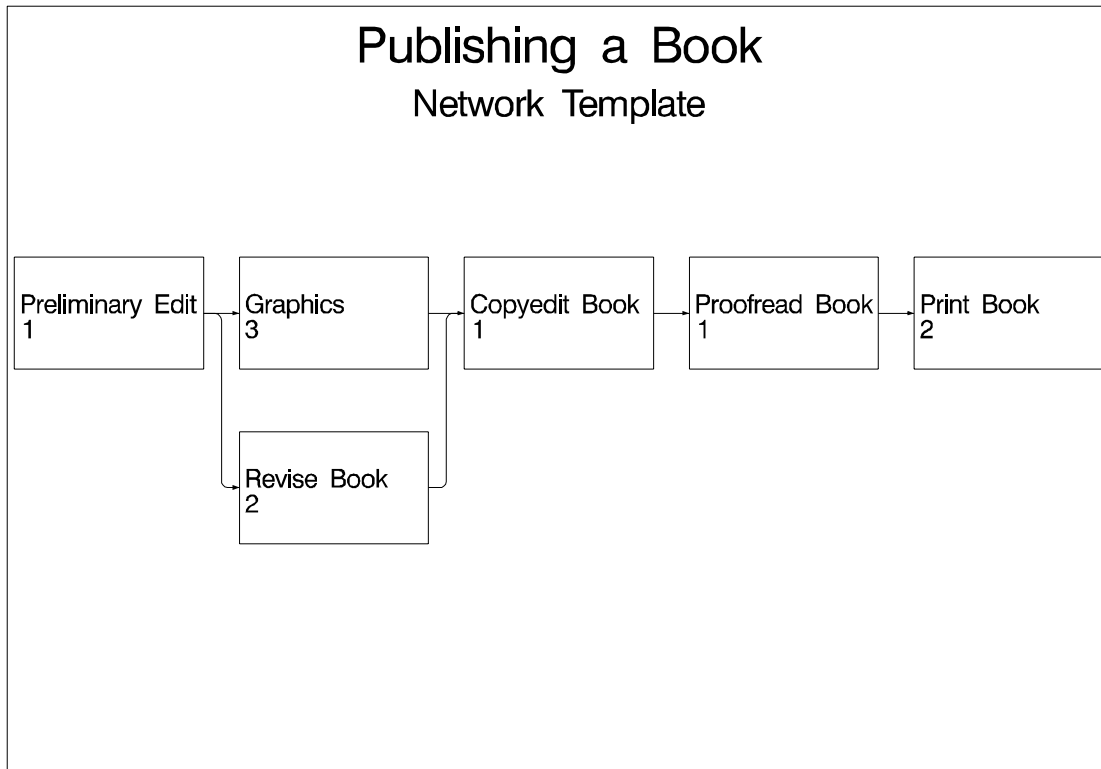 Publishing a Book
Network Template
Preliminary Edit
1
Graphics
3
Copyedit Book
1
Proofread Book
1
Print Book
2
Revise Book
2